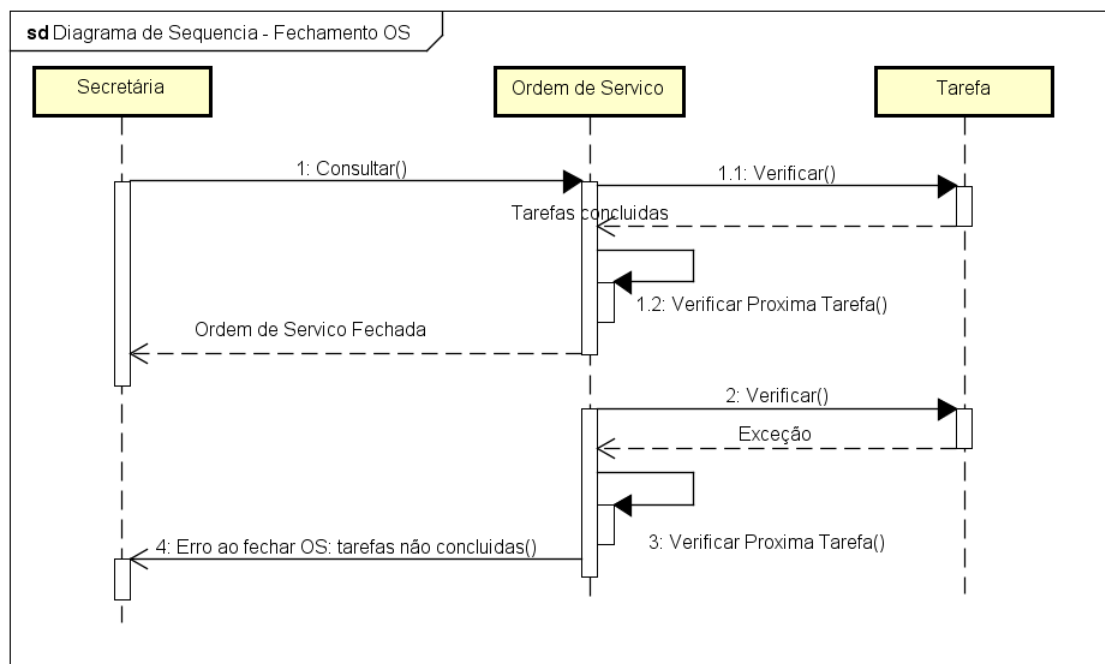 sd Diagrama de Sequencia - Fechamento OS
Secretária
Ordem de Servico
Tarefa
1: Consultar()
1.1: Verificar()
Tarefas concluidas
1.2: Verificar Proxima Tarefa()
Ordem de Servico Fechada
2: Verificar()
Exceção
3: Verificar Proxima Tarefa()
4: Erro ao fechar OS: tarefas não concluidas()